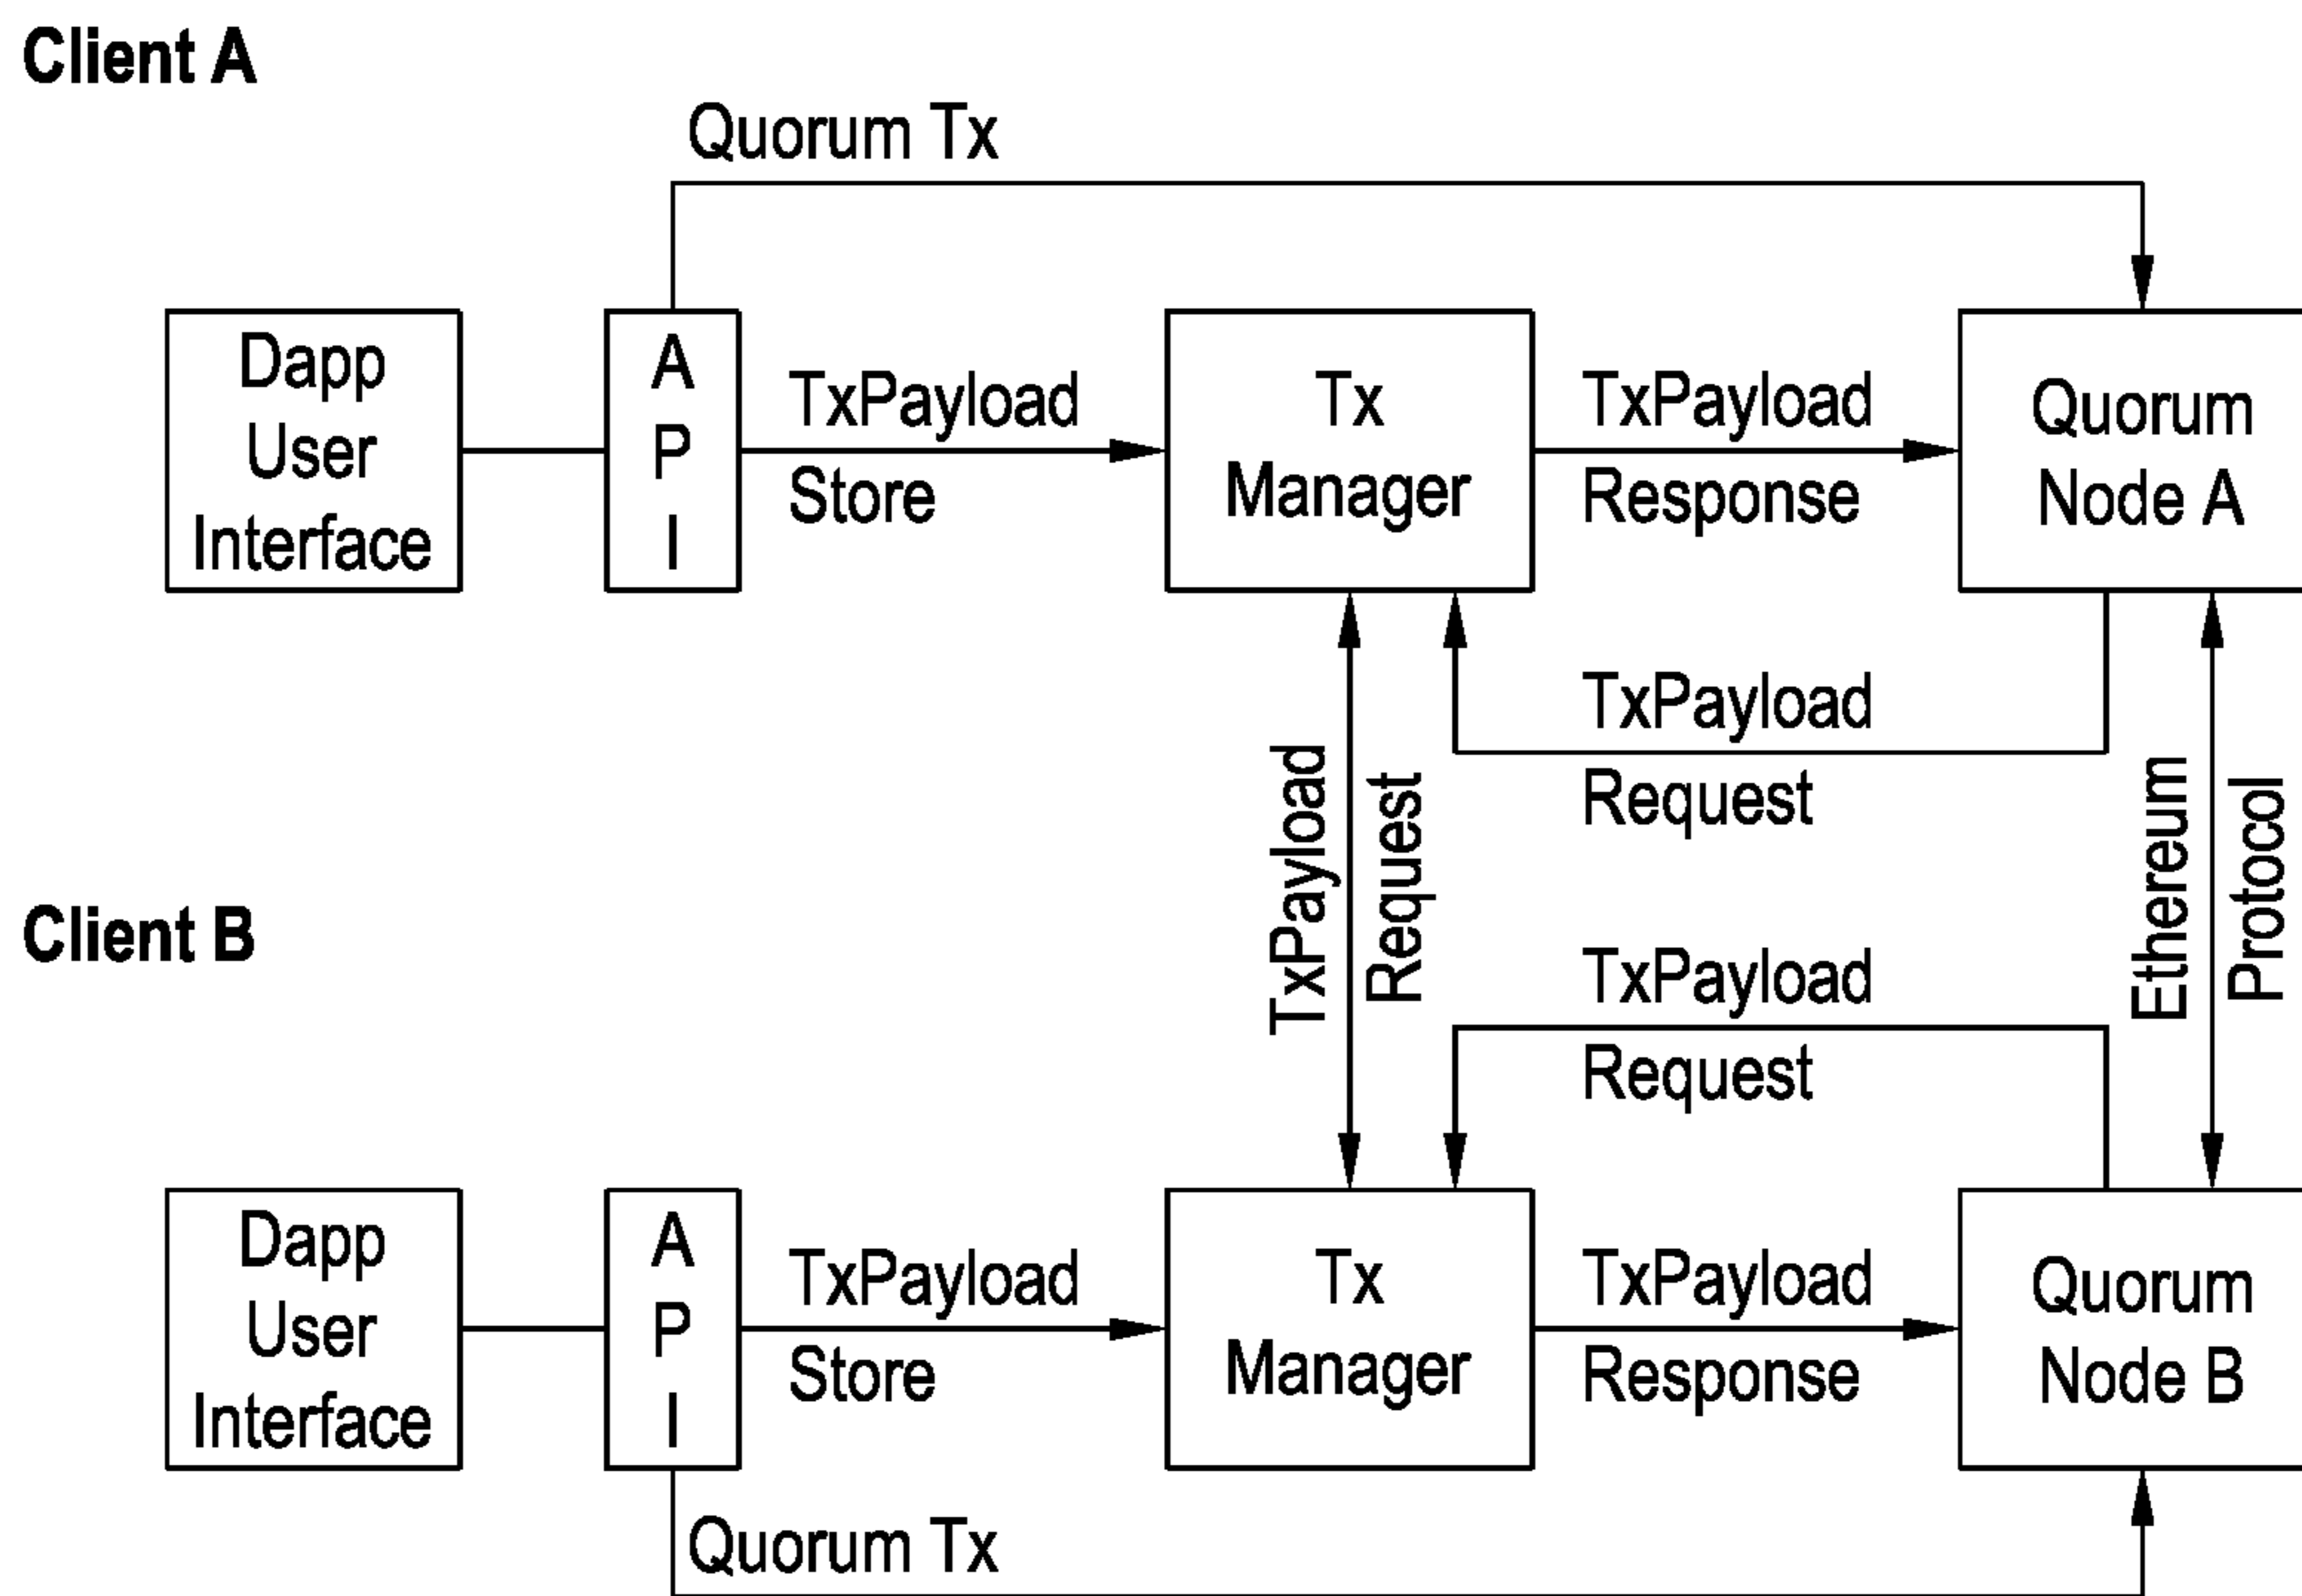 Client A
Quorum Tx
Dapp
User
Interface
A
P
I
TxPayload
Store
Tx
Manager
TxPayload
Response
Quorum
Node A
TxPayload
Request
TxPayload
Request
Ethereum
Protocol
Client B
TxPayload
Request
Dapp
User
Interface
A
P
I
TxPayload
Store
Tx
Manager
TxPayload
Response
Quorum
Node B
Quorum Tx